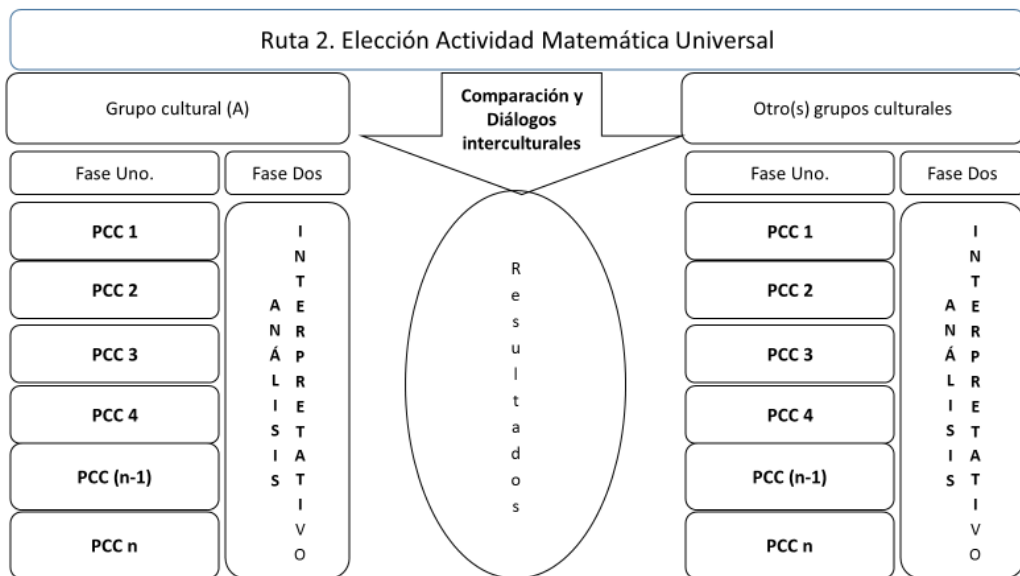 Ruta 2. Elección Actividad Matemática Universal
Grupo cultural (A)
Comparación y
Diálogos
interculturales
Otro(s) grupos culturales
Fase Uno.
Fase Dos
Fase Uno.
Fase Dos
PCC 1
PCC 2
PCC 3
PCC 4
PCC (n-1)
PCC n
ANÁLISIS
INTERPRETATIVO
Resultados
PCC 1
PCC 2
PCC 3
PCC 4
PCC (n-1)
PCC n
ANÁLISIS
INTERPRETATIVO